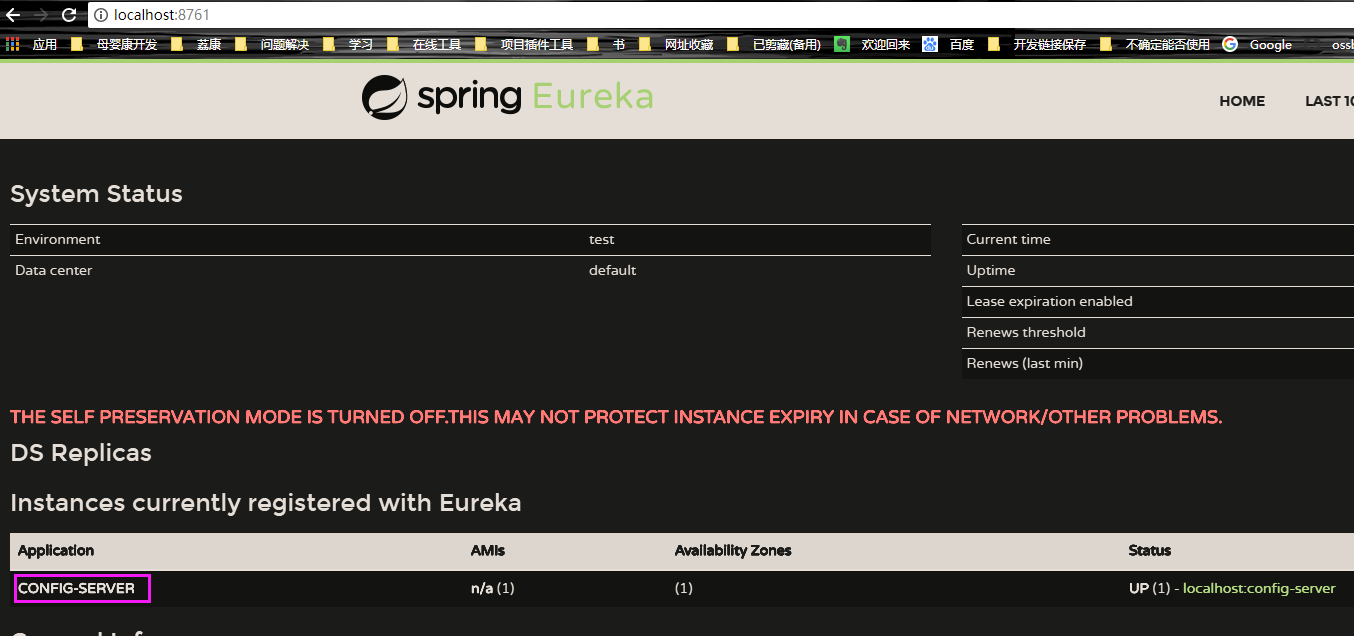 localhost:8761
应用 母婴康开发 荔康 问题解决 学习 在线工具 项目插件工具 书 网址收藏 已剪藏(备用) 欢迎回来 百度 开发链接保存 不确定能否使用 Google ossb
spring Eureka
HOME LAST 10
System Status
Environment test
Data center default
Current time
Uptime
Lease expiration enabled
Renews threshold
Renews (last min)
THE SELF PRESERVATION MODE IS TURNED OFF.THIS MAY NOT PROTECT INSTANCE EXPIRY IN CASE OF NETWORK/OTHER PROBLEMS.
DS Replicas
Instances currently registered with Eureka
Application AMIs Availability Zones Status
CONFIG-SERVER n/a (1) (1) UP (1) - localhost:config-server